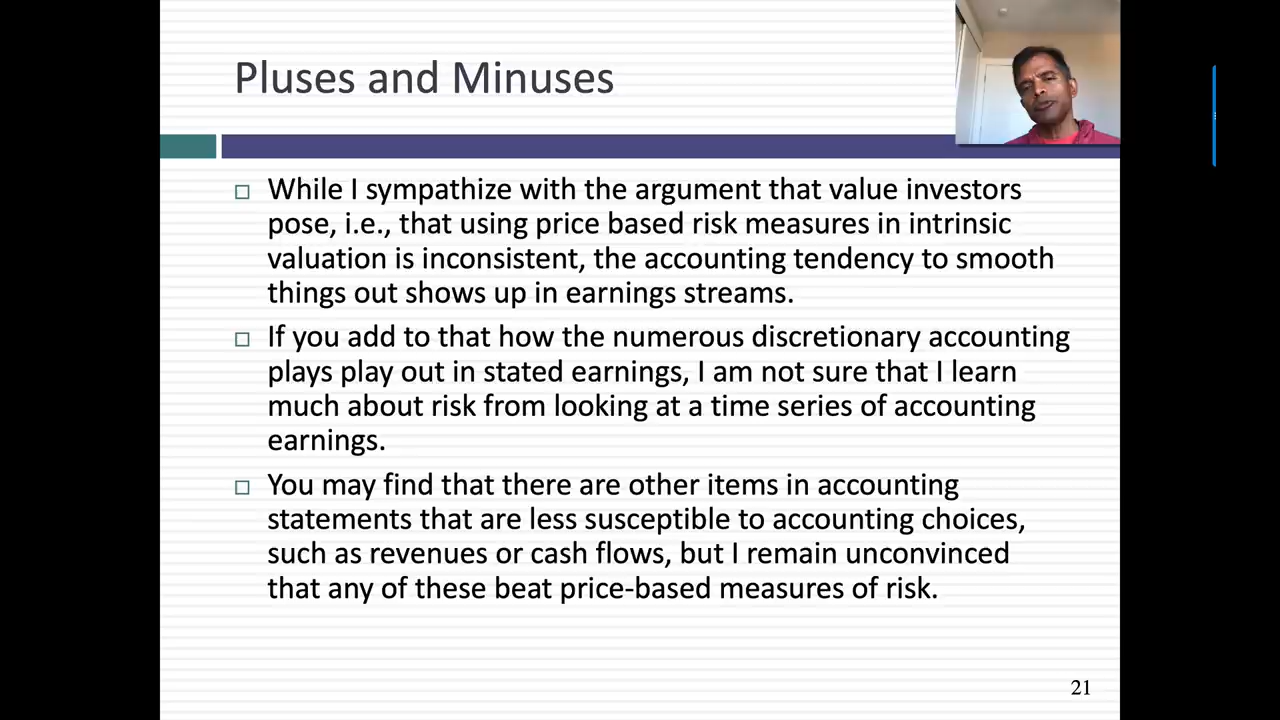 Pluses and Minuses
While I sympathize with the argument that value investors
pose, i.e., that using price based risk measures in intrinsic
valuation is inconsistent, the accounting tendency to smooth
things out shows up in earnings streams.
If you add to that how the numerous discretionary accounting
plays play out in stated earnings, I am not sure that I learn
much about risk from looking at a time series of accounting
earnings.
You may find that there are other items in accounting
statements that are less susceptible to accounting choices,
such as revenues or cash flows, but I remain unconvinced
that any of these beat price-based measures of risk.
21